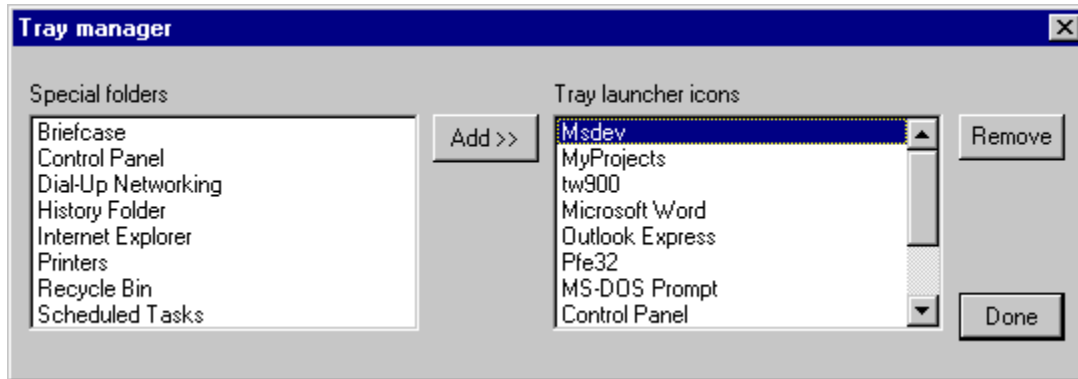 Tray manager
Special folders
Briefcase
Control Panel
Dial-Up Networking
History Folder
Internet Explorer
Printers
Recycle Bin
Scheduled Tasks
Add >>
Tray launcher icons
Msdev
MyProjects
tw900
Microsoft Word
Outlook Express
Pfe32
MS-DOS Prompt
Control Panel
Remove
Done